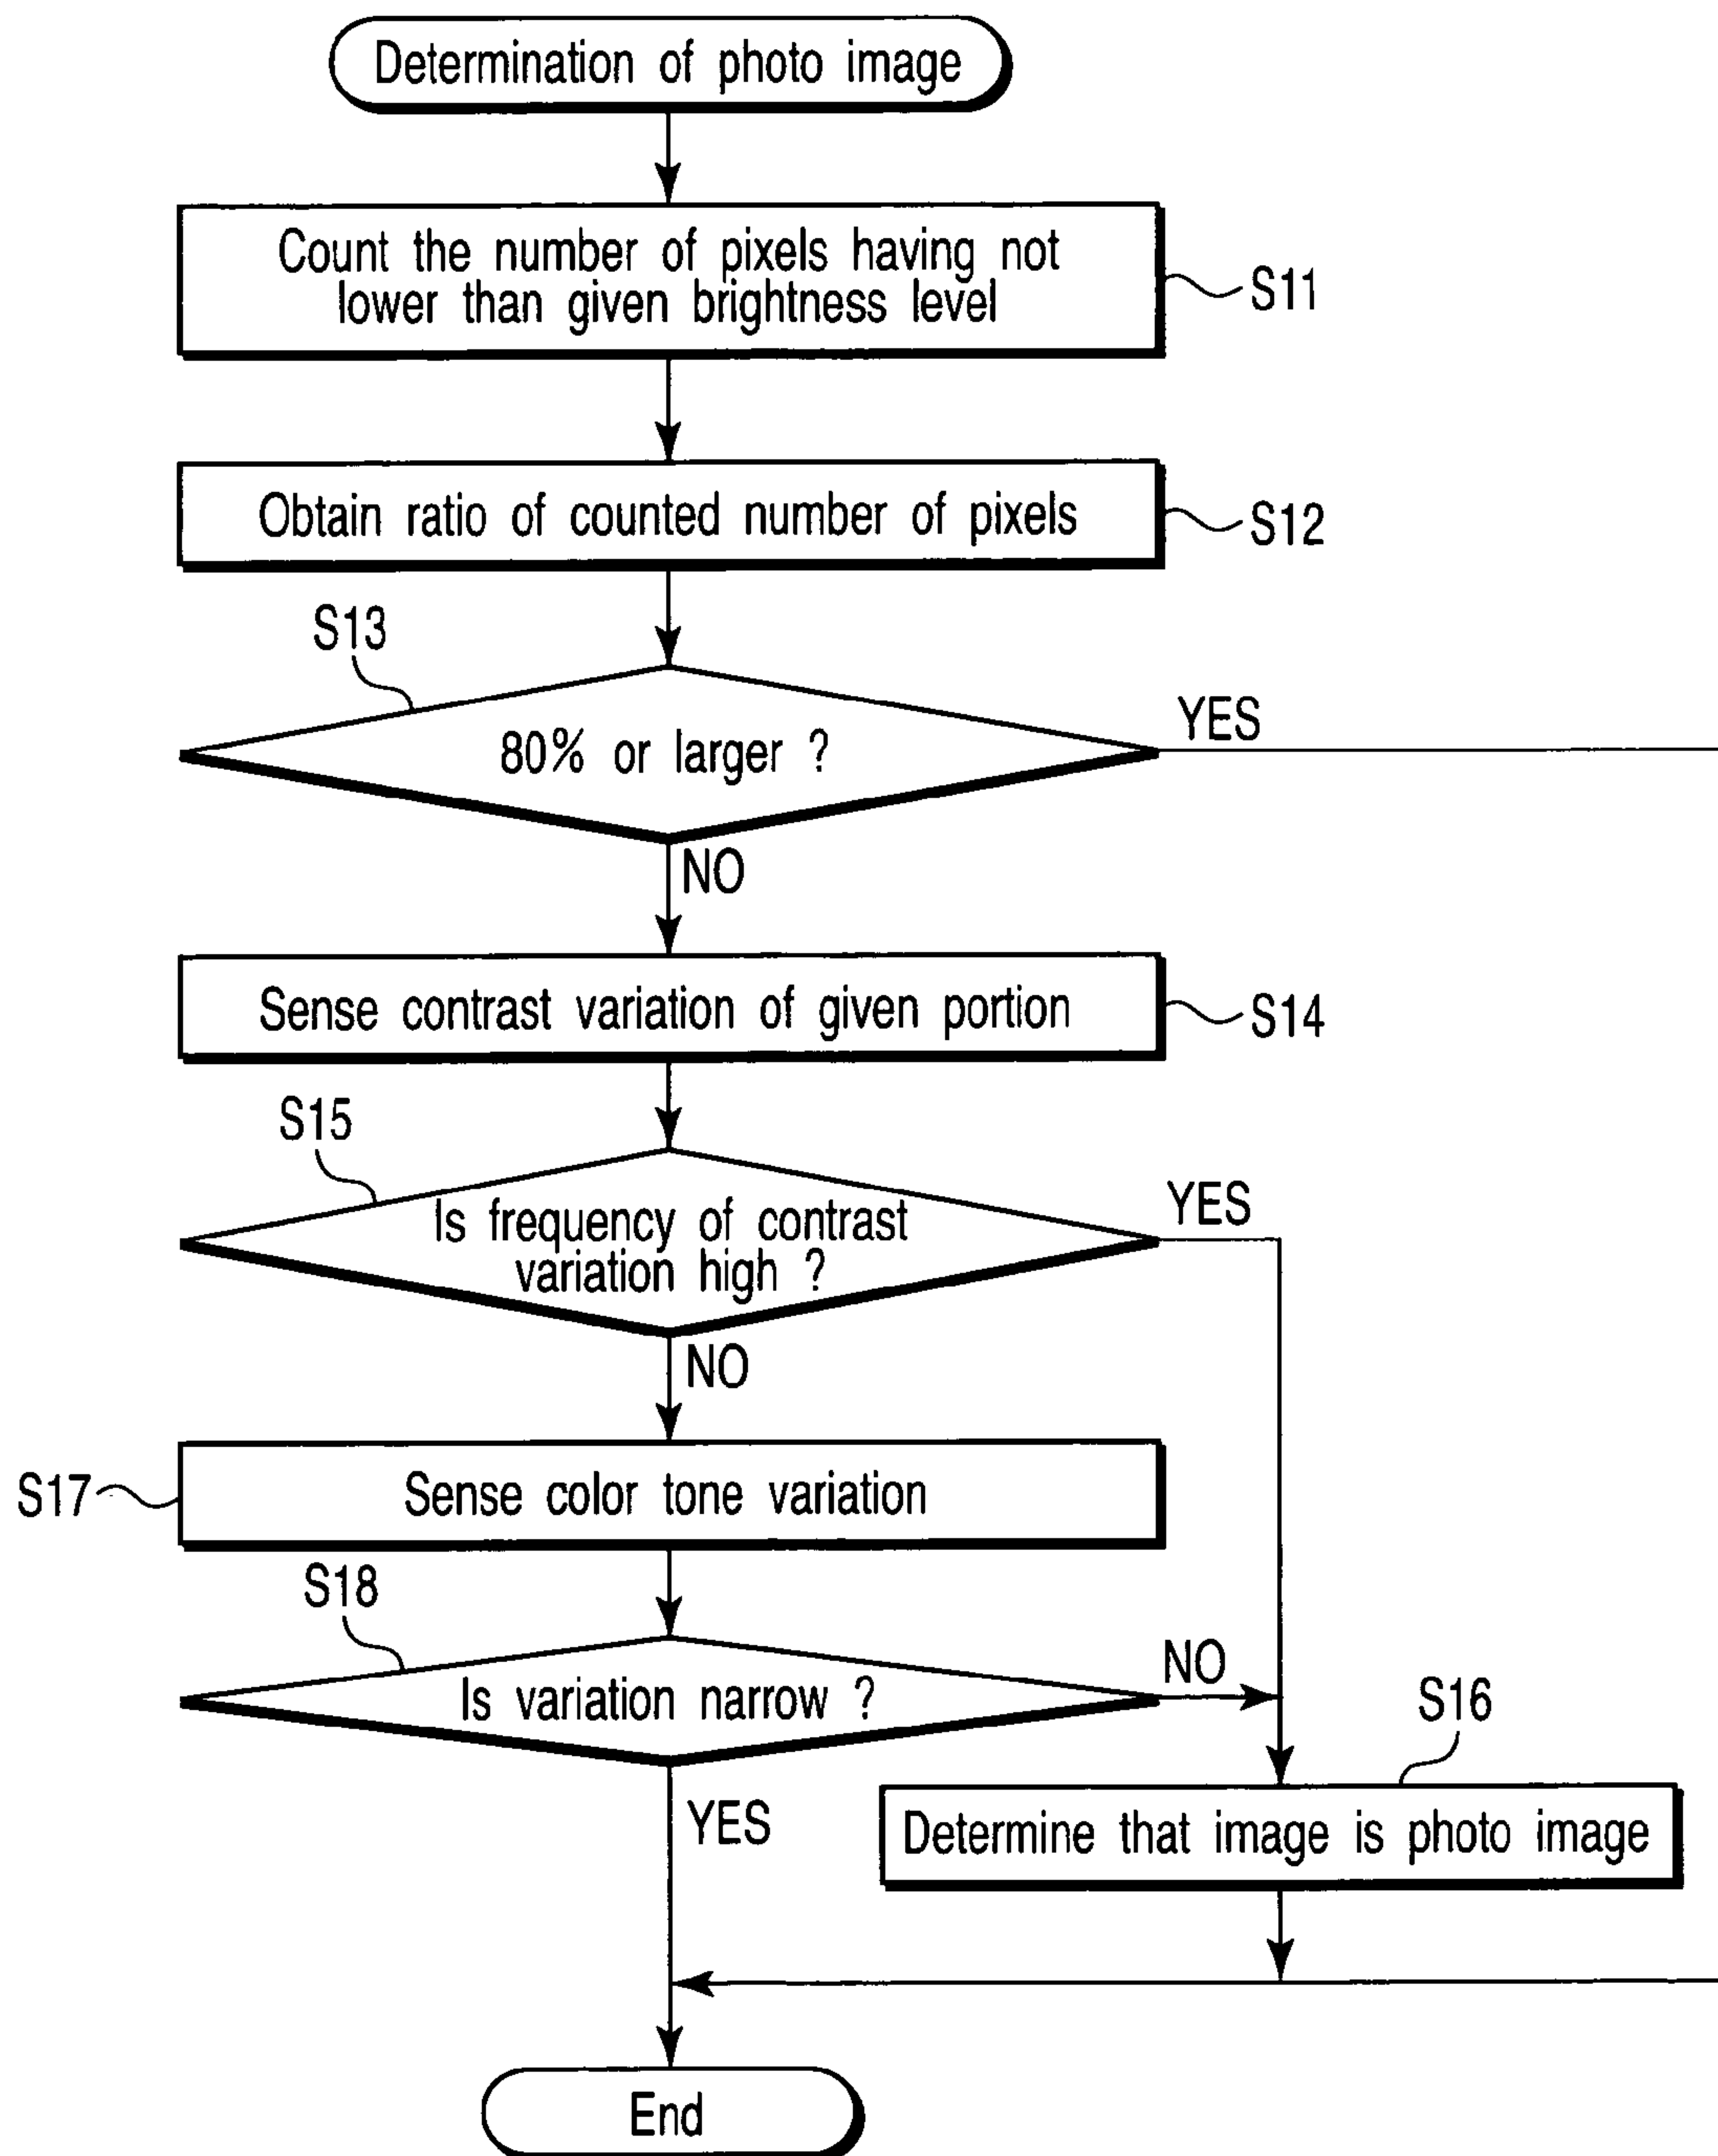 Determination of photo image
Count the number of pixels having not
lower than given brightness level
S11
Obtain ratio of counted number of pixels
S12
S13
80% or larger ?
YES
NO
Sense contrast variation of given portion
S14
S15
Is frequency of contrast
variation high ?
YES
NO
S17
Sense color tone variation
S18
Is variation narrow ?
NO
YES
S16
Determine that image is photo image
End